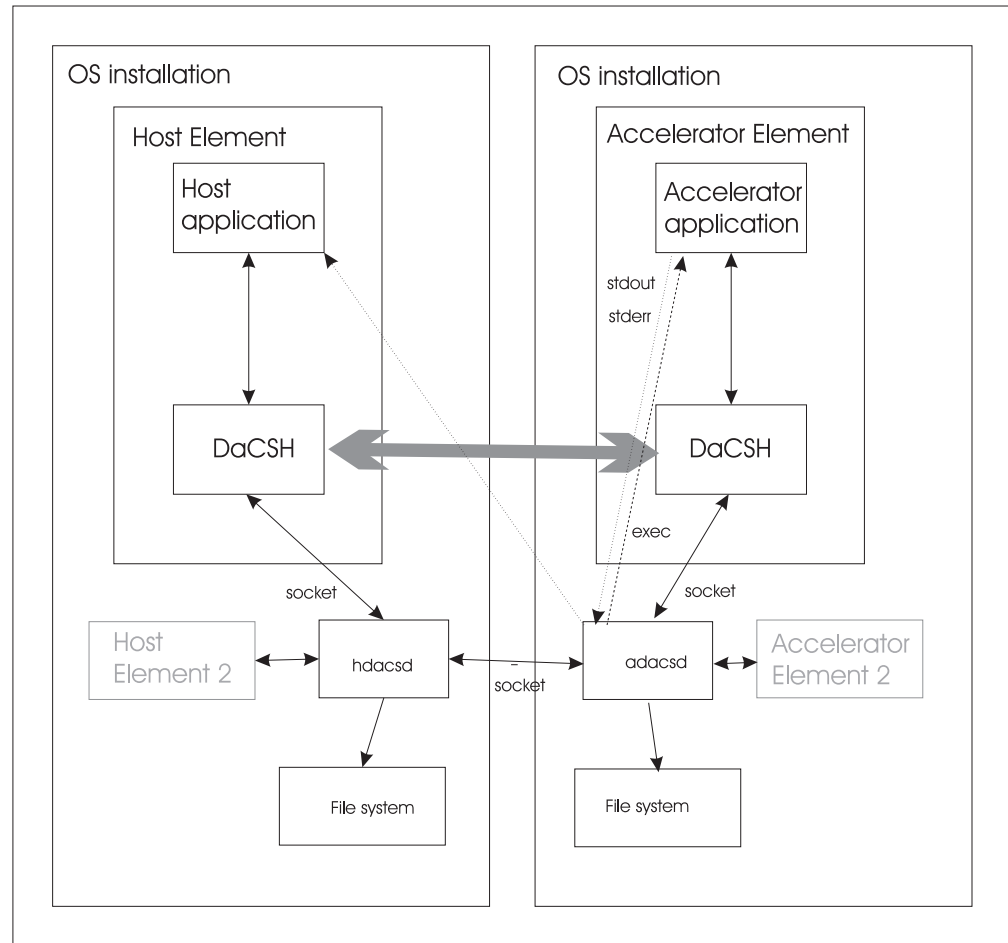 OS installation
Host Element
Host
application
DaCSH
socket
Host
Element 2
hdacsd
File system
socket
OS installation
Accelerator Element
Accelerator
application
stdout
stderr
DaCSH
exec
socket
adacsd
Accelerator
Element 2
File system